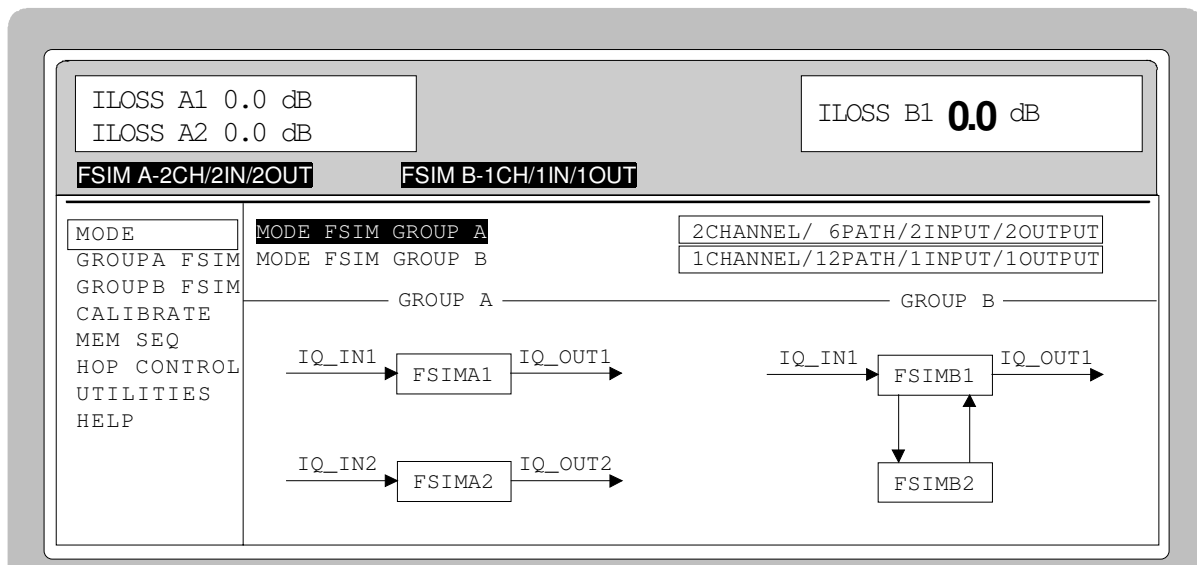 ILOSS A1 0.0 dB
ILOSS A2 0.0 dB
ILOSS B1 0.0 dB
FSIM A-2CH/2IN/2OUT
FSIM B-1CH/1IN/1OUT
MODE
GROUPA FSIM
GROUPB FSIM
CALIBRATE
MEM SEQ
HOP CONTROL
UTILITIES
HELP
MODE FSIM GROUP A
2CHANNEL/ 6PATH/2INPUT/2OUTPUT
MODE FSIM GROUP B
1CHANNEL/12PATH/1INPUT/1OUTPUT
GROUP A
IQ_IN1
FSIMA1
IQ_OUT1
IQ_IN2
FSIMA2
IQ_OUT2
GROUP B
IQ_IN1
FSIMB1
IQ_OUT1
FSIMB2